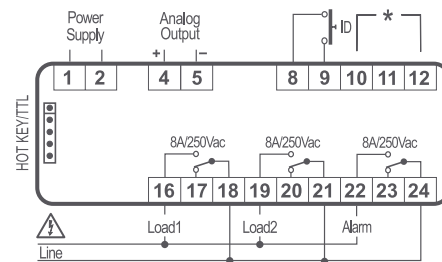 Power Supply
Analog Output
+ –
ID
*
1 2 4 5 8 9 10 11 12
HOT KEY/TTL
8A/250Vac 8A/250Vac 8A/250Vac
16 17 18 19 20 21 22 23 24
Load1 Load2 Alarm
Line